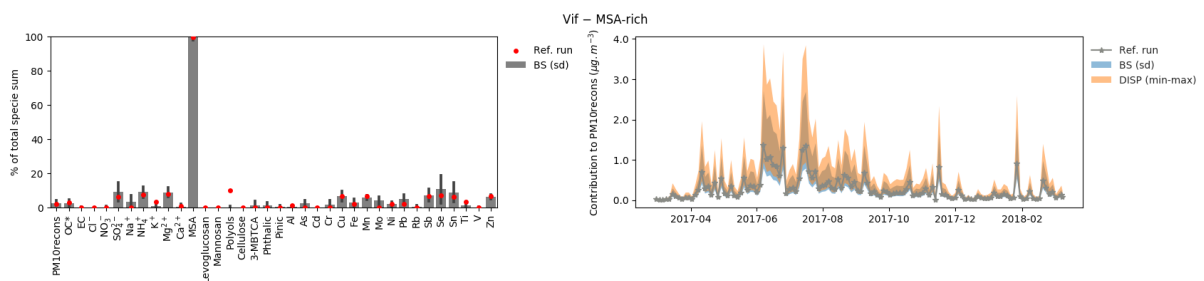 Vif − MSA-rich
% of total specie sum
100
80
60
40
20
0
PM10recons
OC*
EC
Cl⁻
NO₃⁻
SO₄²⁻
Na⁺
NH₄⁺
K⁺
Mg²⁺
Ca²⁺
MSA
Levoglucosan
Mannosan
Polyols
Cellulose
3-MBTCA
Phthalic
Pinic
Al
As
Cd
Cr
Cu
Fe
Mn
Mo
Ni
Pb
Rb
Sb
Se
Sn
Ti
V
Zn
Ref. run
BS (sd)
Contribution to PM10recons (μg.m⁻³)
4.0
3.0
2.0
1.0
0.0
2017-04
2017-06
2017-08
2017-10
2017-12
2018-02
Ref. run
BS (sd)
DISP (min-max)